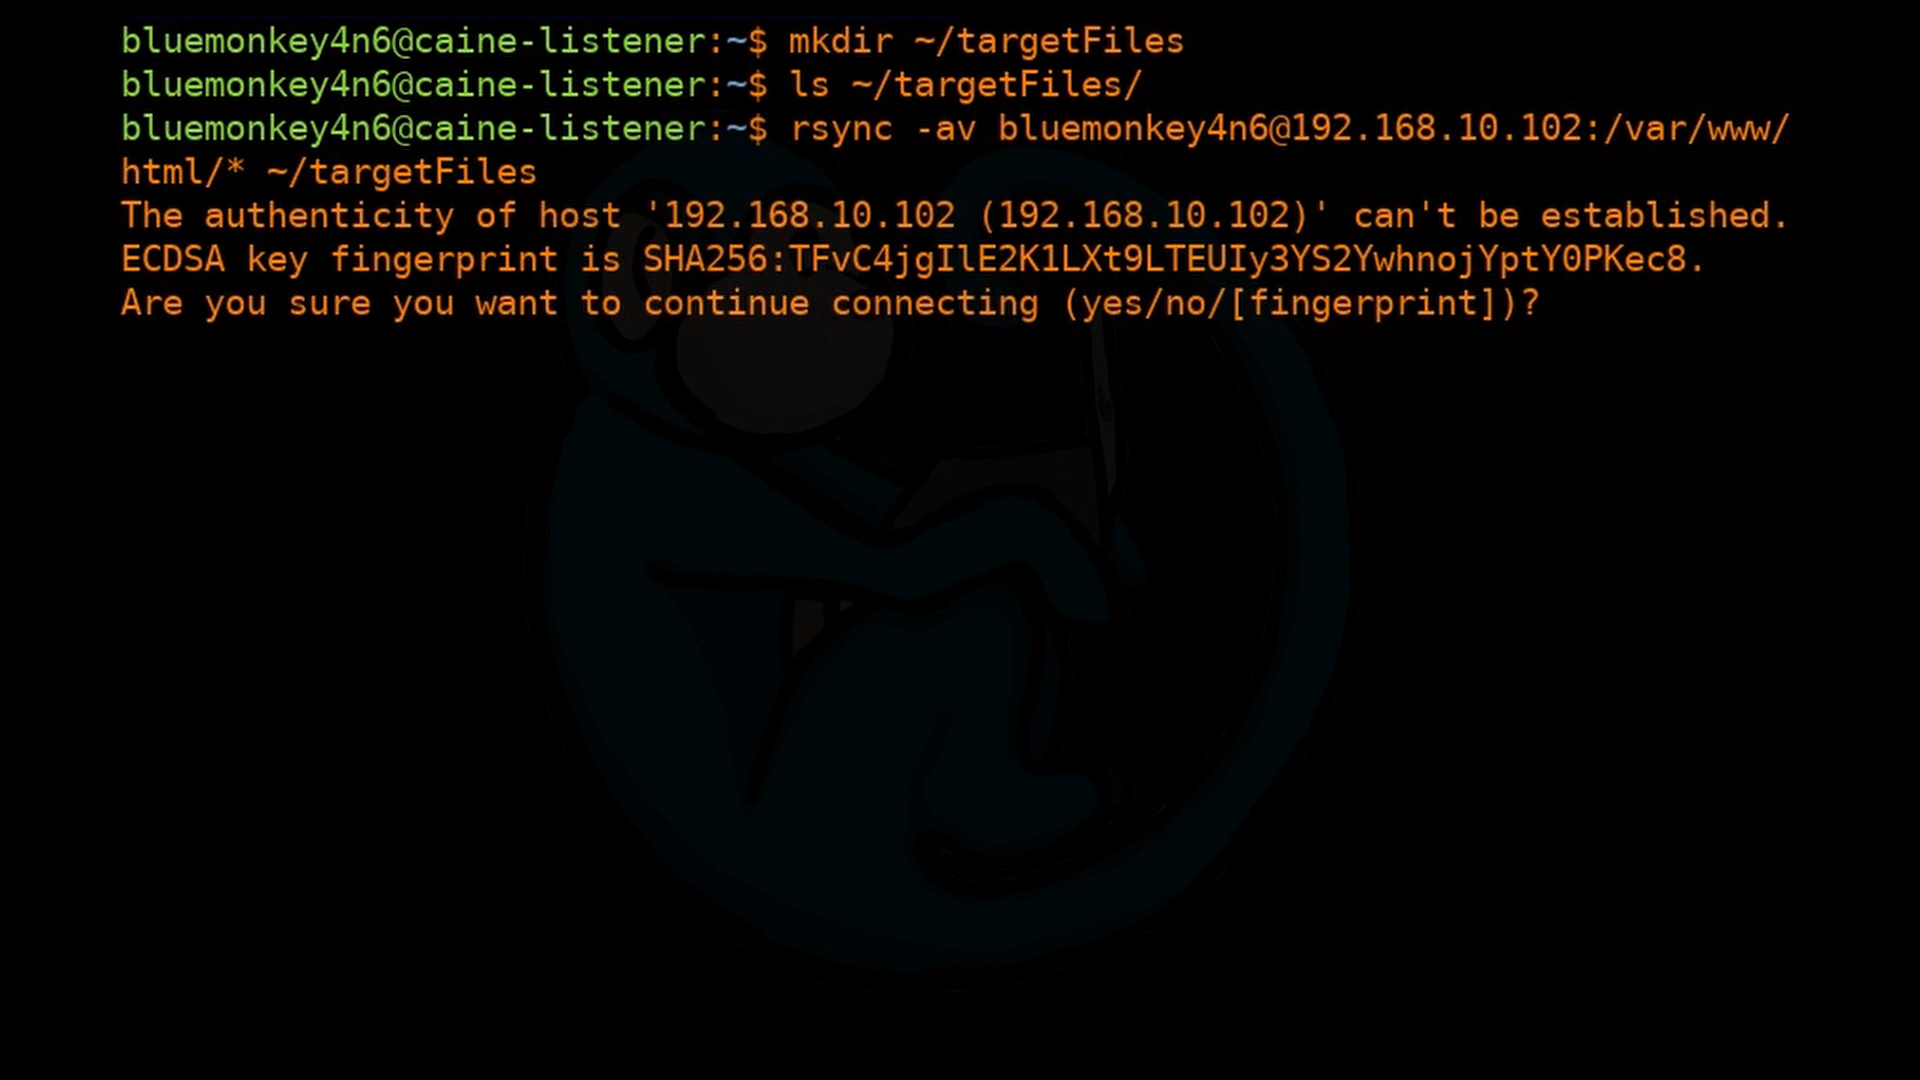 bluemonkey4n6@caine-listener:~$ mkdir ~/targetFiles
bluemonkey4n6@caine-listener:~$ ls ~/targetFiles/
bluemonkey4n6@caine-listener:~$ rsync -av bluemonkey4n6@192.168.10.102:/var/www/
html/* ~/targetFiles
The authenticity of host '192.168.10.102 (192.168.10.102)' can't be established.
ECDSA key fingerprint is SHA256:TFvC4jgIlE2K1LXt9LTEUIy3YS2YwhnojYptY0PKec8.
Are you sure you want to continue connecting (yes/no/[fingerprint])?